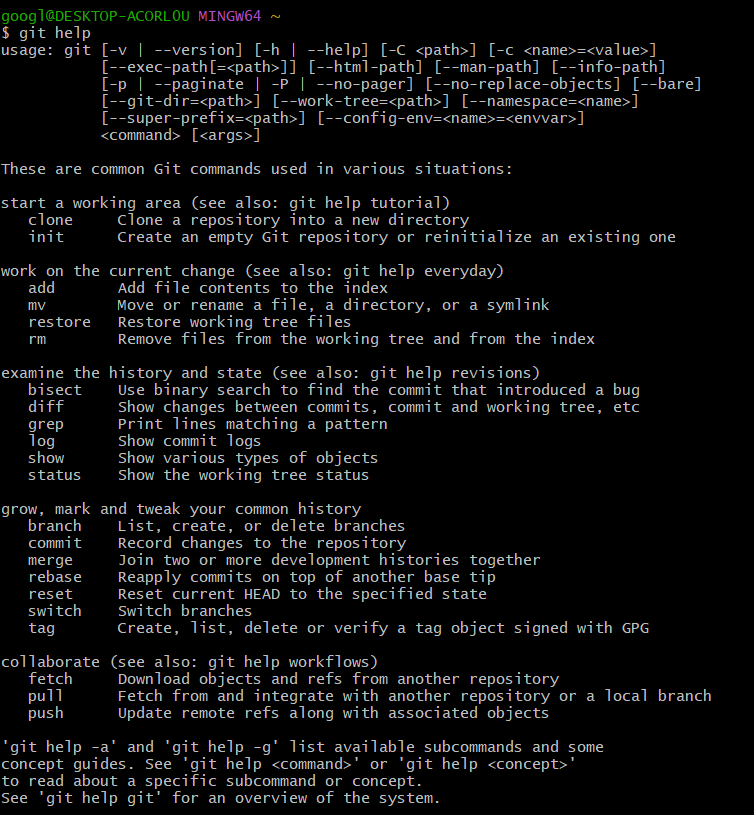 googl@DESKTOP-ACORL0U MINGW64 ~
$ git help
usage: git [-v | --version] [-h | --help] [-C <path>] [-c <name>=<value>]
           [--exec-path[=<path>]] [--html-path] [--man-path] [--info-path]
           [-p | --paginate | -P | --no-pager] [--no-replace-objects] [--bare]
           [--git-dir=<path>] [--work-tree=<path>] [--namespace=<name>]
           [--super-prefix=<path>] [--config-env=<name>=<envvar>]
           <command> [<args>]

These are common Git commands used in various situations:

start a working area (see also: git help tutorial)
   clone     Clone a repository into a new directory
   init      Create an empty Git repository or reinitialize an existing one

work on the current change (see also: git help everyday)
   add       Add file contents to the index
   mv        Move or rename a file, a directory, or a symlink
   restore   Restore working tree files
   rm        Remove files from the working tree and from the index

examine the history and state (see also: git help revisions)
   bisect    Use binary search to find the commit that introduced a bug
   diff      Show changes between commits, commit and working tree, etc
   grep      Print lines matching a pattern
   log       Show commit logs
   show      Show various types of objects
   status    Show the working tree status

grow, mark and tweak your common history
   branch    List, create, or delete branches
   commit    Record changes to the repository
   merge     Join two or more development histories together
   rebase    Reapply commits on top of another base tip
   reset     Reset current HEAD to the specified state
   switch    Switch branches
   tag       Create, list, delete or verify a tag object signed with GPG

collaborate (see also: git help workflows)
   fetch     Download objects and refs from another repository
   pull      Fetch from and integrate with another repository or a local branch
   push      Update remote refs along with associated objects

'git help -a' and 'git help -g' list available subcommands and some
concept guides. See 'git help <command>' or 'git help <concept>'
to read about a specific subcommand or concept.
See 'git help git' for an overview of the system.